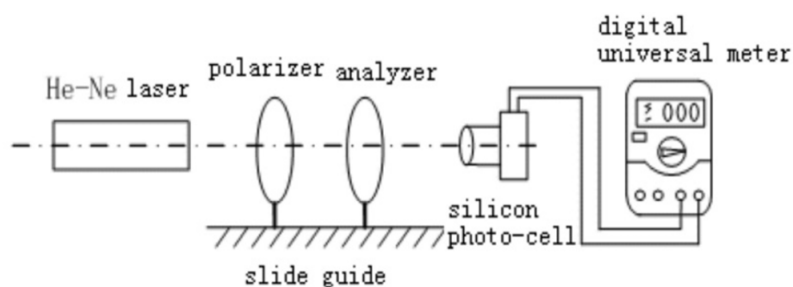 digital
universal meter
polarizer analyzer
He-Ne laser
000
silicon
photo-cell
slide guide